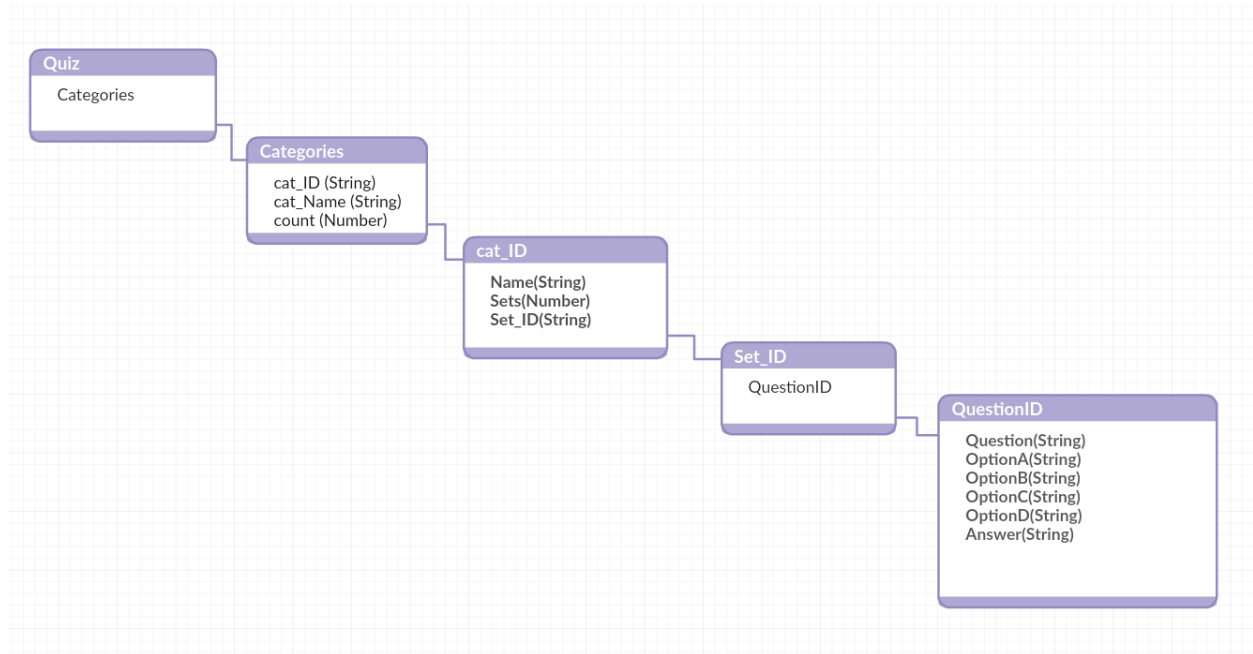 Quiz
Categories
Categories
cat_ID (String)
cat_Name (String)
count (Number)
cat_ID
Name(String)
Sets(Number)
Set_ID(String)
Set_ID
QuestionID
QuestionID
Question(String)
OptionA(String)
OptionB(String)
OptionC(String)
OptionD(String)
Answer(String)